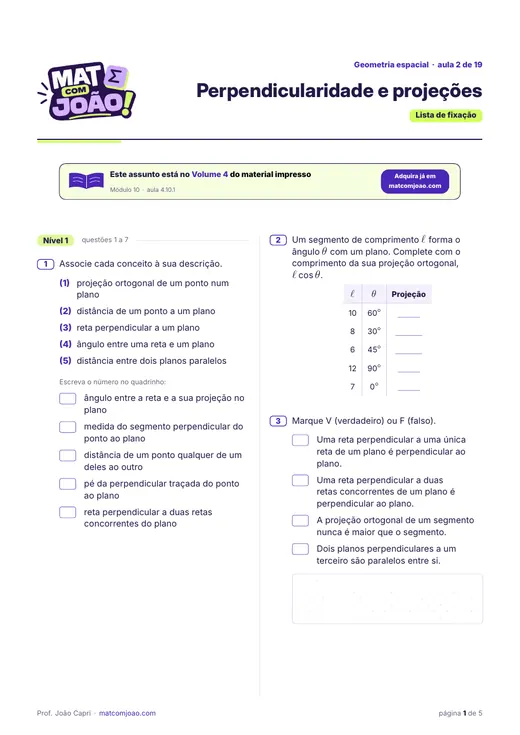 MAT
COM
JOÃO!
Σ
Geometria espacial · aula 2 de 19
Perpendicularidade e projeções
Lista de fixação
Este assunto está no Volume 4 do material impresso
Módulo 10 · aula 4.10.1
Adquira já em
matcomjoao.com
Nível 1 questões 1 a 7
1 Associe cada conceito à sua descrição.
(1) projeção ortogonal de um ponto num
plano
(2) distância de um ponto a um plano
(3) reta perpendicular a um plano
(4) ângulo entre uma reta e um plano
(5) distância entre dois planos paralelos
Escreva o número no quadrinho:
ângulo entre a reta e a sua projeção no
plano
medida do segmento perpendicular do
ponto ao plano
distância de um ponto qualquer de um
deles ao outro
pé da perpendicular traçada do ponto
ao plano
reta perpendicular a duas retas
concorrentes do plano
2 Um segmento de comprimento ℓ forma o
ângulo θ com um plano. Complete com o
comprimento da sua projeção ortogonal,
ℓ cos θ.
ℓ θ Projeção
10 60° ____
8 30° ____
6 45° ____
12 90° ____
7 0° ____
3 Marque V (verdadeiro) ou F (falso).
Uma reta perpendicular a uma única
reta de um plano é perpendicular ao
plano.
Uma reta perpendicular a duas
retas concorrentes de um plano é
perpendicular ao plano.
A projeção ortogonal de um segmento
nunca é maior que o segmento.
Dois planos perpendiculares a um
terceiro são paralelos entre si.
Prof. João Capri · matcomjoao.com
página 1 de 5